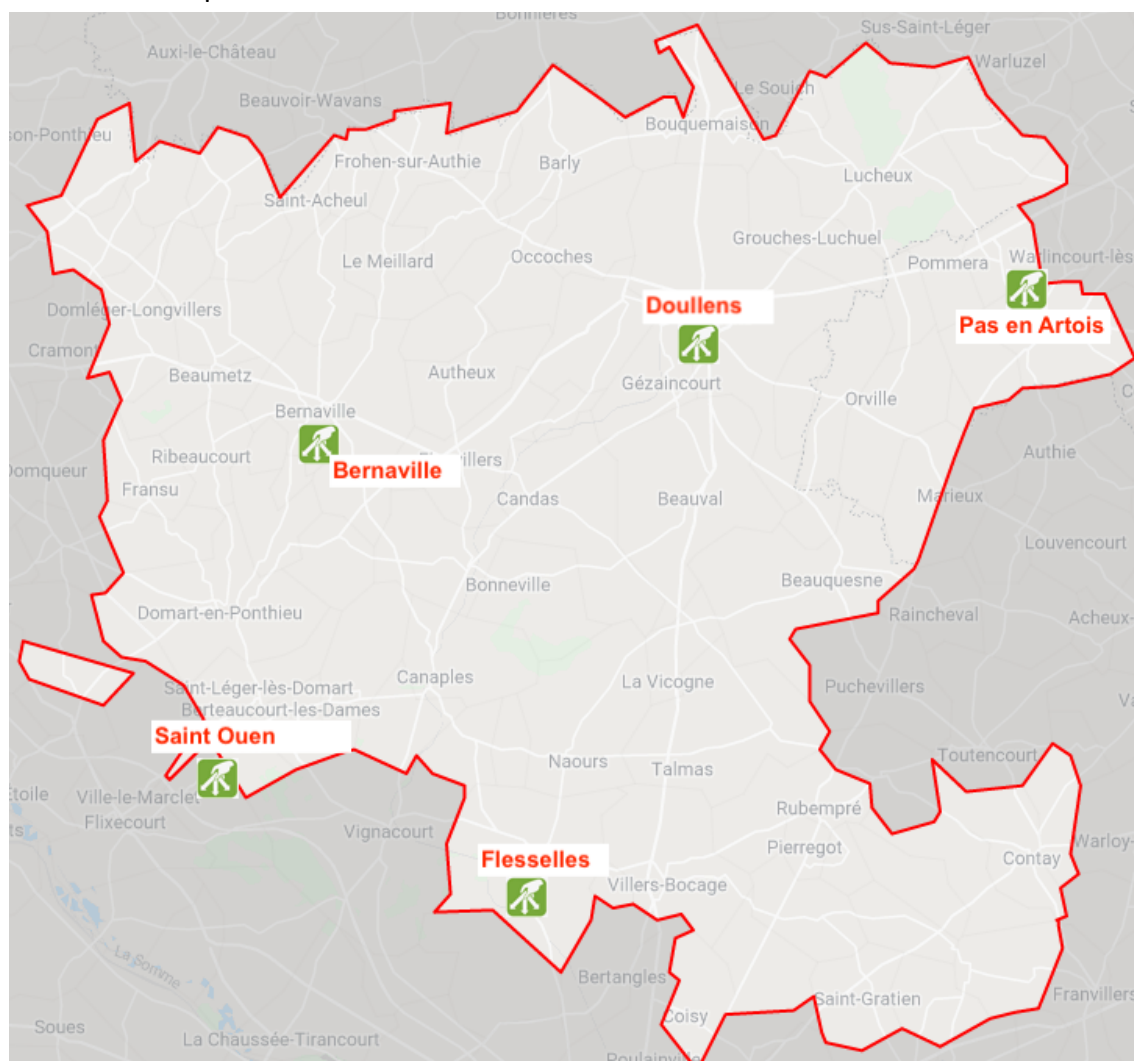 Bonnières
Sus-Saint-Léger
Auxi-le-Château
Warluzel
Beauvoir-Wavans
Le Souich
son-Ponthieu
Bouquemaison
Frohen-sur-Authie
Barly
Lucheux
Saint-Acheul
Grouches-Luchuel
Occoches
Le Meillard
Pommera
Warlincourt-lès
Domléger-Longvillers
Doullens
Pas en Artois
Cramont
Beaumetz
Autheux
Gézaincourt
Orville
Bernaville
Authie
Ribeaucourt
villers
Domqueur
Bernaville
Fransu
Candas
Beauval
Marieux
Louvencourt
Bonneville
Beauquesne
Domart-en-Ponthieu
Raincheval
Acheux-
Canaples
La Vicogne
Saint-Léger-lès-Domart
Puchevillers
Berteaucourt-les-Dames
Saint Ouen
Toutencourt
Naours
Talmas
Etoile
Ville-le-Marclet
Rubempré
Flixecourt
Vignacourt
Warloy-
Pierregot
Contay
Flesselles
Villers-Bocage
La Somme
Bertangles
Franvillers
Saint-Gratien
Coisy
Soues
La Chaussée-Tirancourt
Poulainville